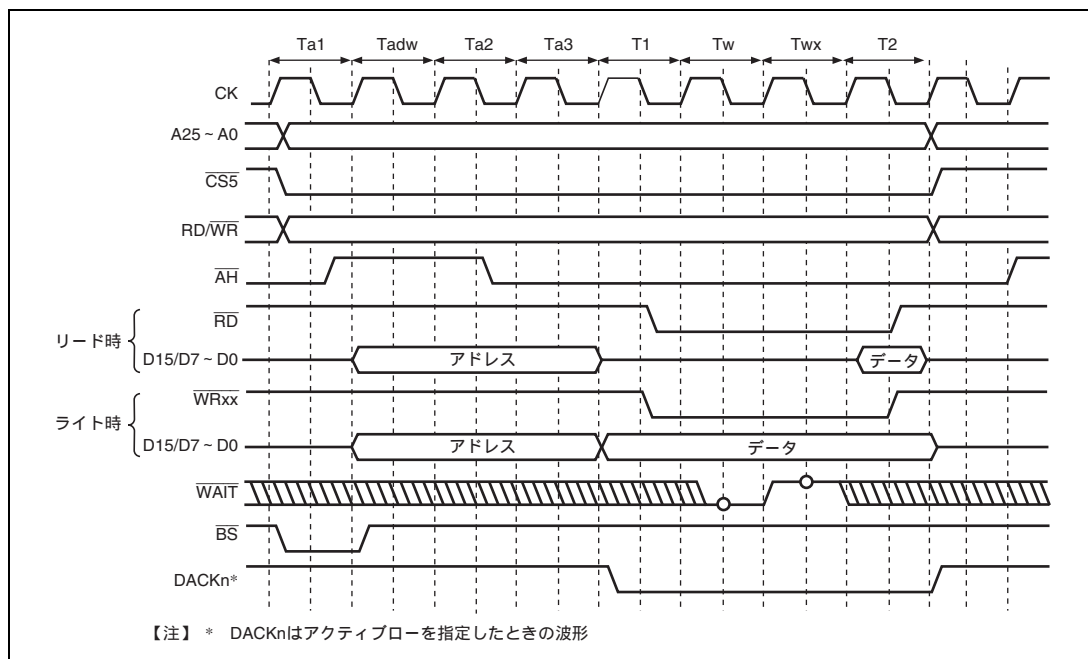 Ta1 Tadw Ta2 Ta3 T1 Tw Twx T2
CK
A25 ~ A0
CS5
RD/WR
AH
リード時
RD
D15/D7 ~ D0 アドレス データ
ライト時
WRxx
D15/D7 ~ D0 アドレス データ
WAIT
BS
DACKn*
【注】 * DACKnはアクティブローを指定したときの波形